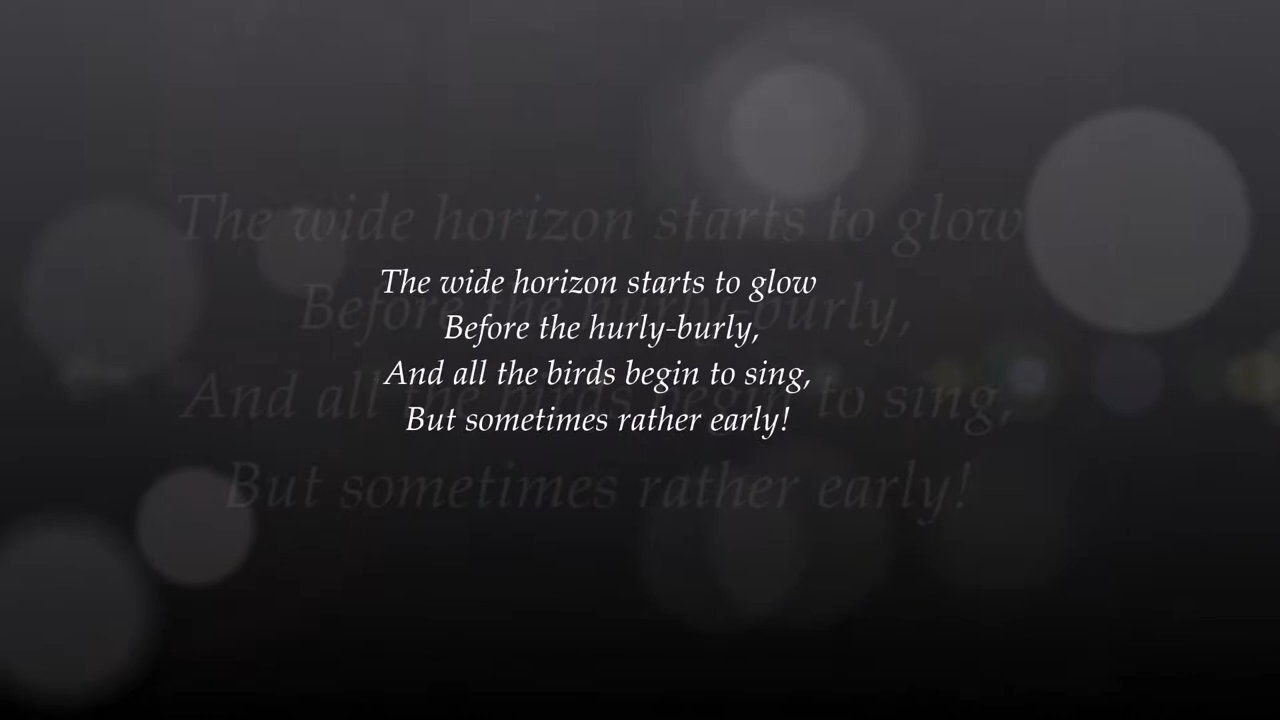 The wide horizon starts to glow
Before the hurly-burly,
And all the birds begin to sing,
But sometimes rather early!